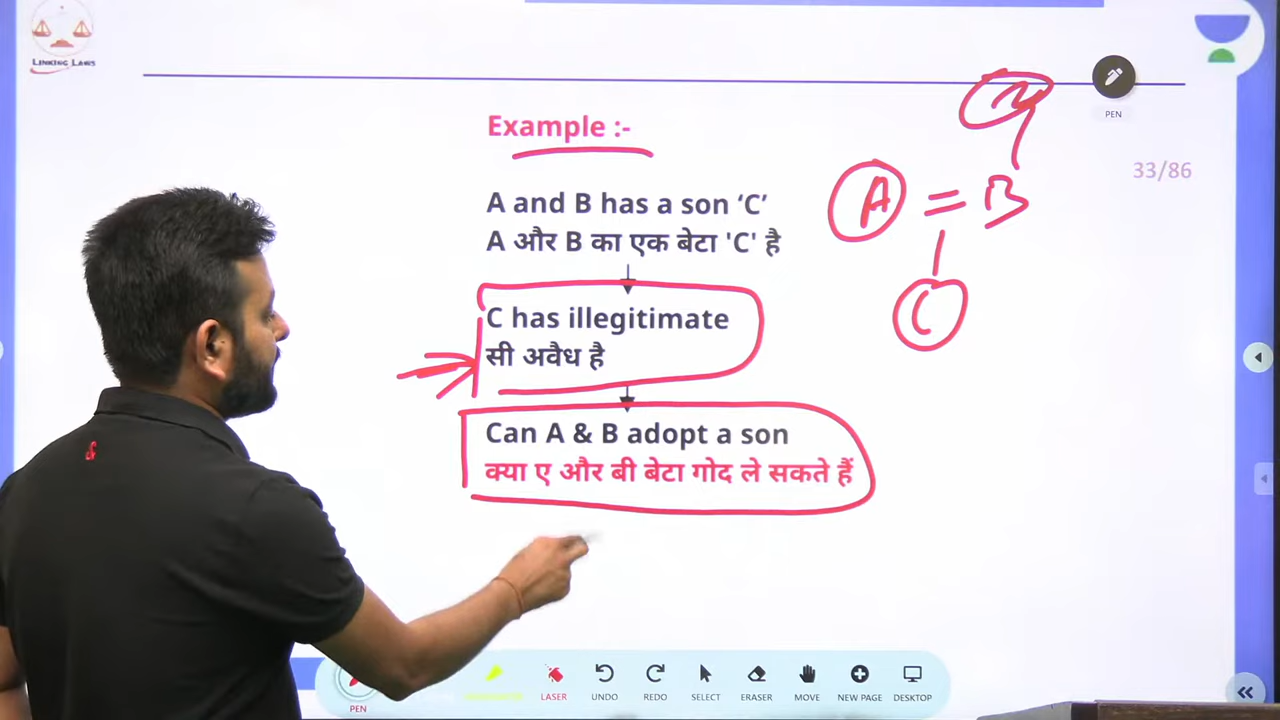 LINKING LAWS
PEN
33/86
Example :-
A and B has a son ‘C’
A और B का एक बेटा 'C' है
C has illegitimate
सी अवैध है
Can A & B adopt a son
क्या ए और बी बेटा गोद ले सकते हैं
A = B
C
PEN
LASER
UNDO
REDO
SELECT
ERASER
MOVE
NEW PAGE
DESKTOP